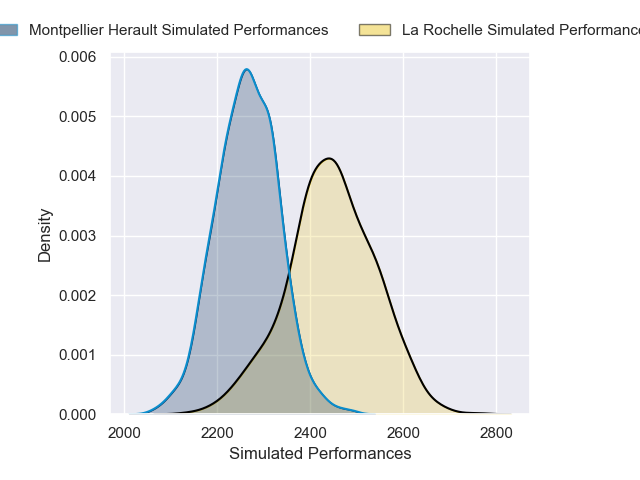 Montpellier Herault Simulated Performances
La Rochelle Simulated Performance
0.006
0.005
0.004
0.003
0.002
0.001
0.000
Density
2000 2200 2400 2600 2800
Simulated Performances